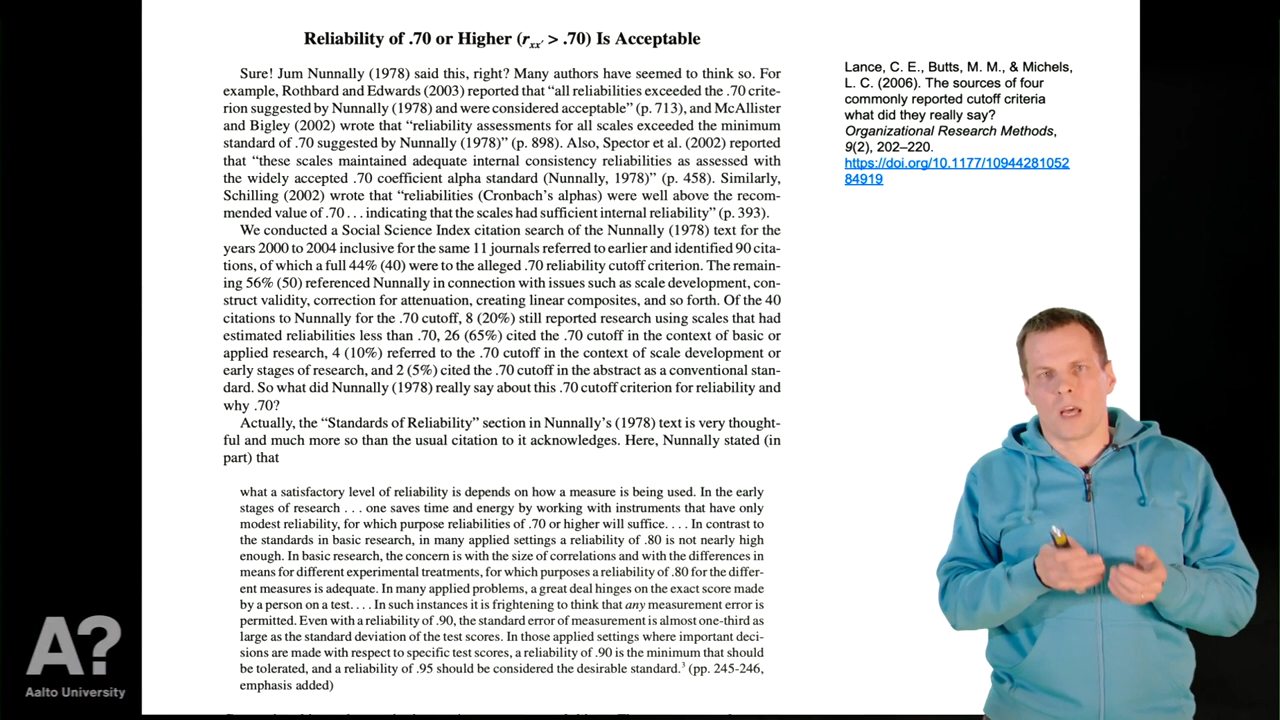 Reliability of .70 or Higher (rxx′ > .70) Is Acceptable
Sure! Jum Nunnally (1978) said this, right? Many authors have seemed to think so. For
example, Rothbard and Edwards (2003) reported that “all reliabilities exceeded the .70 crite-
rion suggested by Nunnally (1978) and were considered acceptable” (p. 713), and McAllister
and Bigley (2002) wrote that “reliability assessments for all scales exceeded the minimum
standard of .70 suggested by Nunnally (1978)” (p. 898). Also, Spector et al. (2002) reported
that “these scales maintained adequate internal consistency reliabilities as assessed with
the widely accepted .70 coefficient alpha standard (Nunnally, 1978)” (p. 458). Similarly,
Schilling (2002) wrote that “reliabilities (Cronbach’s alphas) were well above the recom-
mended value of .70 . . . indicating that the scales had sufficient internal reliability” (p. 393).
We conducted a Social Science Index citation search of the Nunnally (1978) text for the
years 2000 to 2004 inclusive for the same 11 journals referred to earlier and identified 90 cita-
tions, of which a full 44% (40) were to the alleged .70 reliability cutoff criterion. The remain-
ing 56% (50) referenced Nunnally in connection with issues such as scale development, con-
struct validity, correction for attenuation, creating linear composites, and so forth. Of the 40
citations to Nunnally for the .70 cutoff, 8 (20%) still reported research using scales that had
estimated reliabilities less than .70, 26 (65%) cited the .70 cutoff in the context of basic or
applied research, 4 (10%) referred to the .70 cutoff in the context of scale development or
early stages of research, and 2 (5%) cited the .70 cutoff in the abstract as a conventional stan-
dard. So what did Nunnally (1978) really say about this .70 cutoff criterion for reliability and
why .70?
Actually, the “Standards of Reliability” section in Nunnally’s (1978) text is very thought-
ful and much more so than the usual citation to it acknowledges. Here, Nunnally stated (in
part) that
what a satisfactory level of reliability is depends on how a measure is being used. In the early
stages of research . . . one saves time and energy by working with instruments that have only
modest reliability, for which purpose reliabilities of .70 or higher will suffice. . . . In contrast to
the standards in basic research, in many applied settings a reliability of .80 is not nearly high
enough. In basic research, the concern is with the size of correlations and with the differences in
means for different experimental treatments, for which purposes a reliability of .80 for the differ-
ent measures is adequate. In many applied problems, a great deal hinges on the exact score made
by a person on a test. . . . In such instances it is frightening to think that any measurement error is
permitted. Even with a reliability of .90, the standard error of measurement is almost one-third as
large as the standard deviation of the test scores. In those applied settings where important deci-
sions are made with respect to specific test scores, a reliability of .90 is the minimum that should
be tolerated, and a reliability of .95 should be considered the desirable standard.3 (pp. 245-246,
emphasis added)
Lance, C. E., Butts, M. M., & Michels,
L. C. (2006). The sources of four
commonly reported cutoff criteria
what did they really say?
Organizational Research Methods,
9(2), 202–220.
https://doi.org/10.1177/10944281052
84919
A?
Aalto University